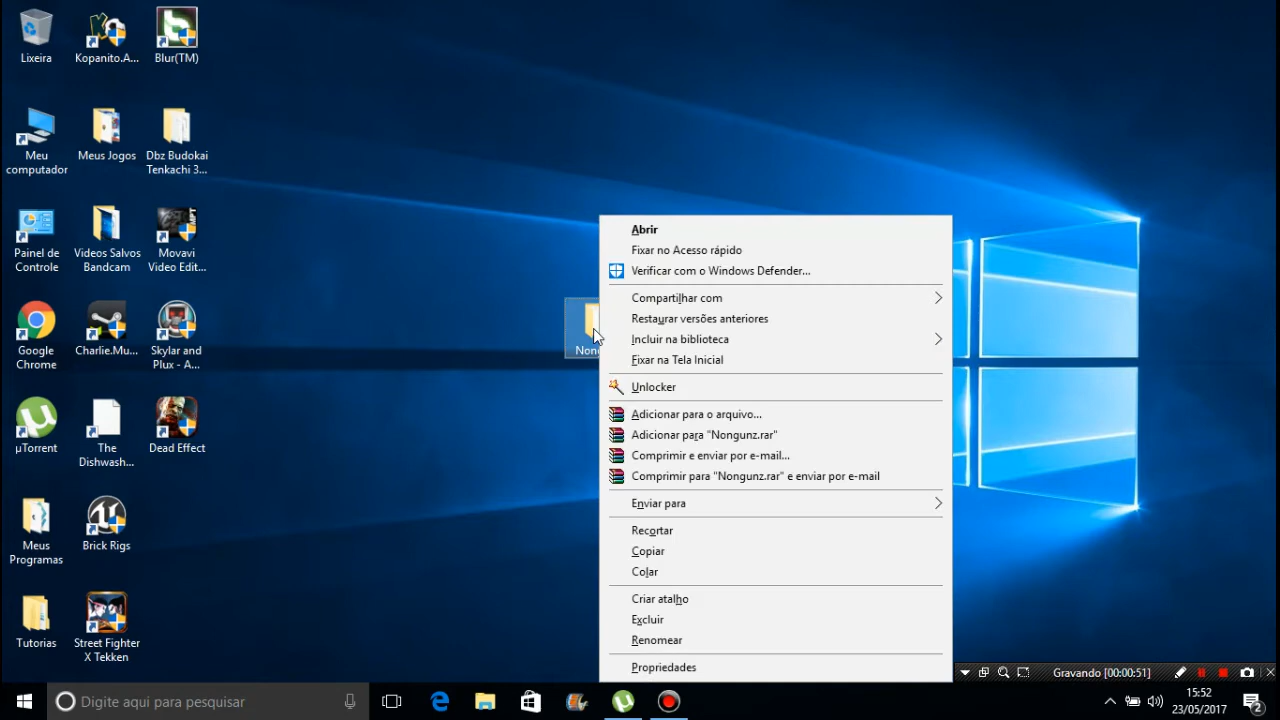 Lixeira
Kopanito.A...
Blur(TM)
Meu
computador
Meus Jogos
Dbz Budokai
Tenkachi 3...
Painel de
Controle
Videos Salvos
Bandcam
Movavi
Video Edit...
Google
Chrome
Charlie.Mu...
Skylar and
Plux - A...
µTorrent
The
Dishwash...
Dead Effect
Meus
Programas
Brick Rigs
Tutorias
Street Fighter
X Tekken
Abrir
Fixar no Acesso rápido
Verificar com o Windows Defender...
Compartilhar com
Restaurar versões anteriores
Incluir na biblioteca
Fixar na Tela Inicial
Unlocker
Adicionar para o arquivo...
Adicionar para "Nongunz.rar"
Comprimir e enviar por e-mail...
Comprimir para "Nongunz.rar" e enviar por e-mail
Enviar para
Recortar
Copiar
Colar
Criar atalho
Excluir
Renomear
Propriedades
Gravando [00:00:51]
Digite aqui para pesquisar
15:52
23/05/2017
2